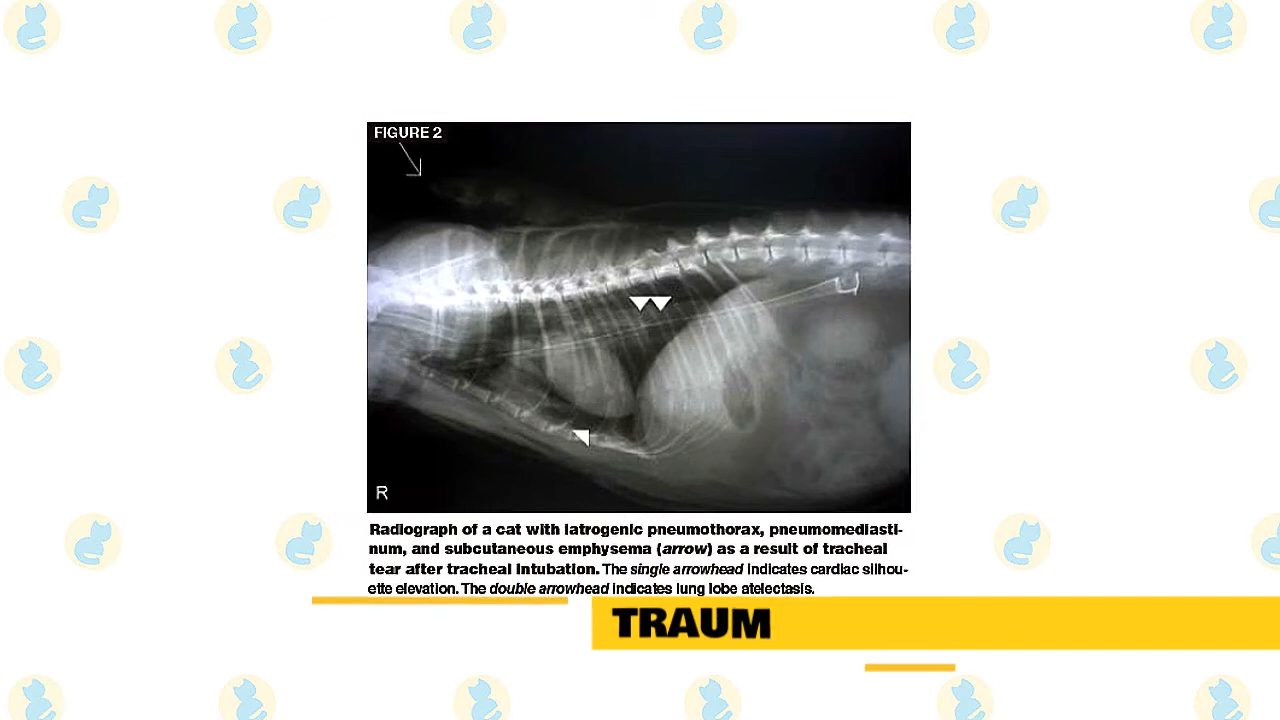 FIGURE 2
R
Radiograph of a cat with iatrogenic pneumothorax, pneumomediasti-
num, and subcutaneous emphysema (arrow) as a result of tracheal
tear after tracheal intubation. The single arrowhead indicates cardiac silhou-
ette elevation. The double arrowhead indicates lung lobe atelectasis.
TRAUM